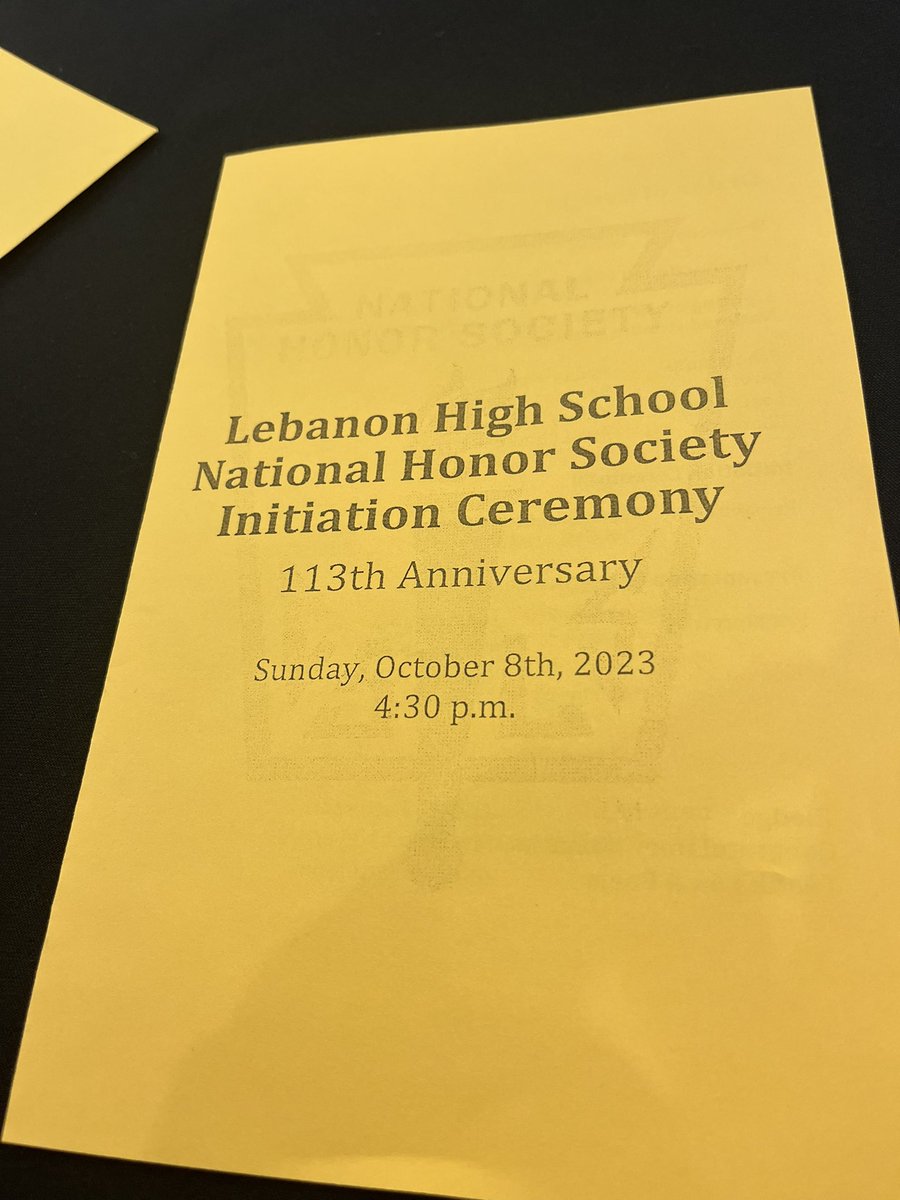 NATIONAL
HONOR SOCIETY
Lebanon High School
National Honor Society
Initiation Ceremony
113th Anniversary
Sunday, October 8th, 2023
4:30 p.m.